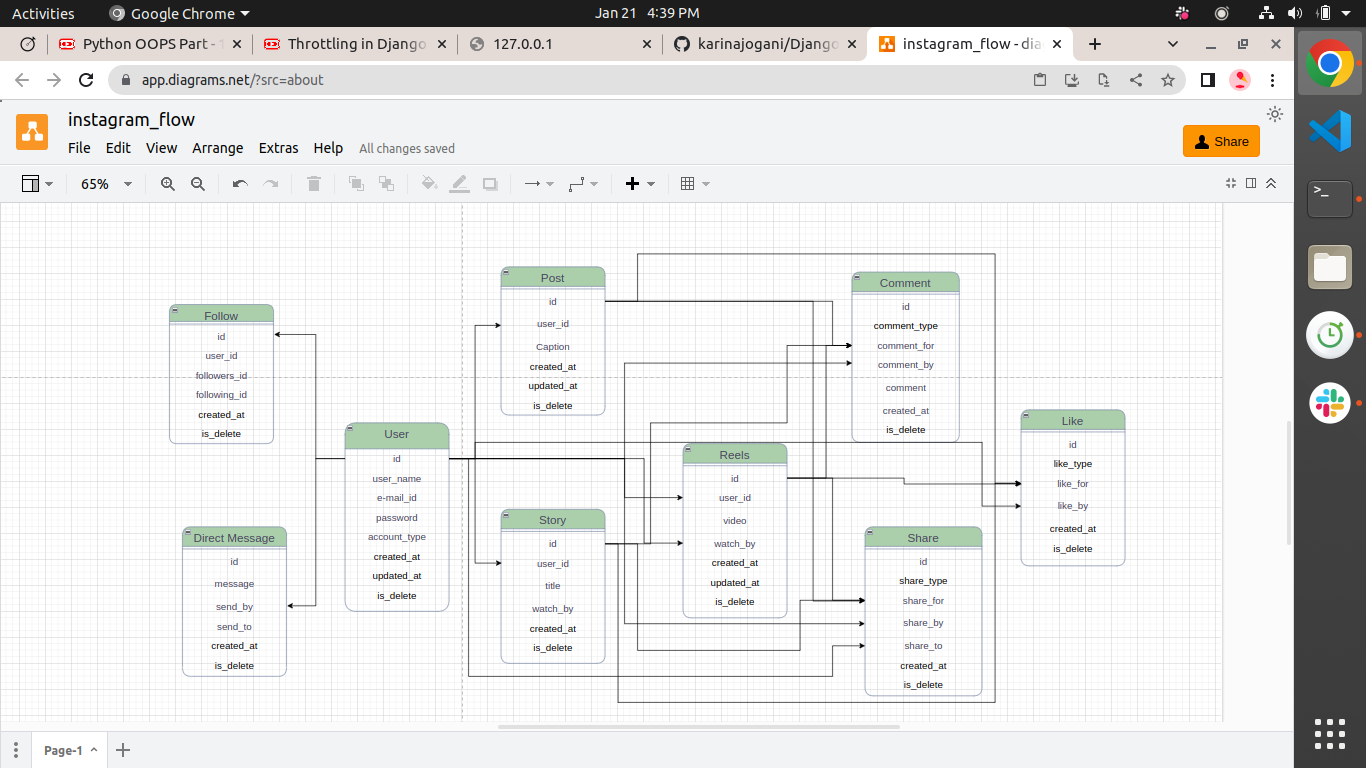 Activities
Google Chrome
Jan 21 4:39 PM
Python OOPS Part - 1
Throttling in Django
127.0.0.1
karinajogani/Django
instagram_flow - dia
app.diagrams.net/?src=about
instagram_flow
File Edit View Arrange Extras Help All changes saved
Share
65%
Follow
id
user_id
followers_id
following_id
created_at
is_delete
Direct Message
id
message
send_by
send_to
created_at
is_delete
User
id
user_name
e-mail_id
password
account_type
created_at
updated_at
is_delete
Post
id
user_id
Caption
created_at
updated_at
is_delete
Story
id
user_id
title
watch_by
created_at
is_delete
Reels
id
user_id
video
watch_by
created_at
updated_at
is_delete
Comment
id
comment_type
comment_for
comment_by
comment
created_at
is_delete
Share
id
share_type
share_for
share_by
share_to
created_at
is_delete
Like
id
like_type
like_for
like_by
created_at
is_delete
Page-1